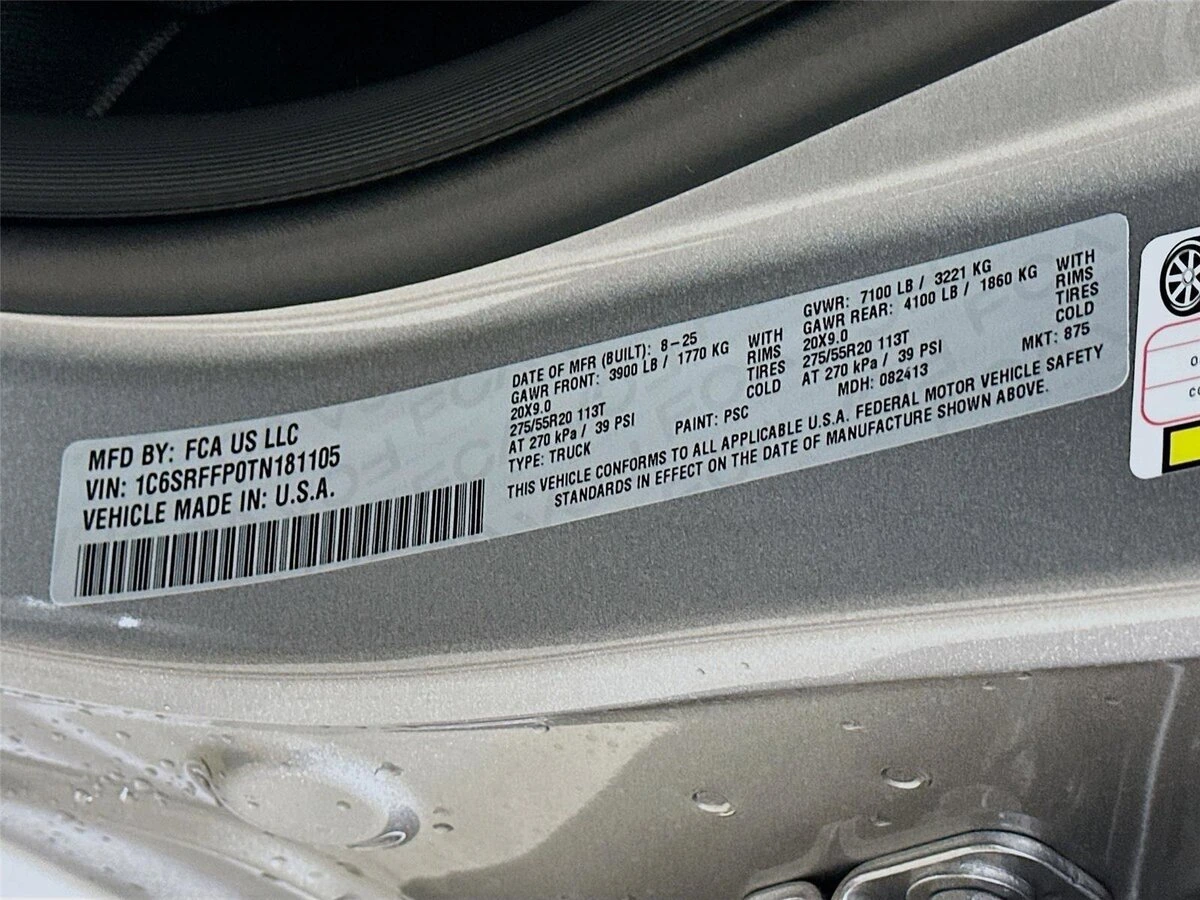 MFD BY: FCA US LLC
VIN: 1C6SRFFP0TN181105
VEHICLE MADE IN: U.S.A.
DATE OF MFR (BUILT): 8-25
GAWR FRONT: 3900 LB / 1770 KG WITH
20X9.0 RIMS
275/55R20 113T TIRES
AT 270 kPa / 39 PSI COLD
TYPE: TRUCK PAINT: PSC
GVWR: 7100 LB / 3221 KG
GAWR REAR: 4100 LB / 1860 KG WITH
20X9.0 RIMS
275/55R20 113T TIRES
AT 270 kPa / 39 PSI COLD
MDH: 082413 MKT: 875
THIS VEHICLE CONFORMS TO ALL APPLICABLE U.S.A. FEDERAL MOTOR VEHICLE SAFETY
STANDARDS IN EFFECT ON THE DATE OF MANUFACTURE SHOWN ABOVE.